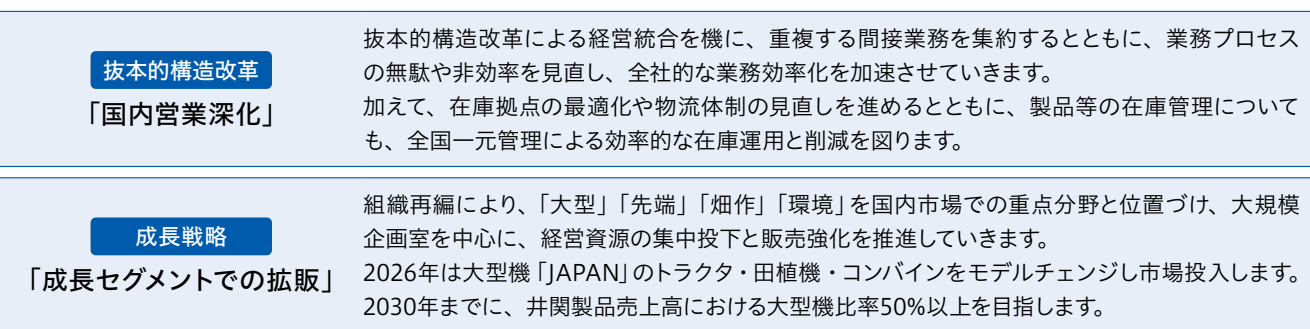 抜本的構造改革
「国内営業深化」
抜本的構造改革による経営統合を機に、重複する間接業務を集約するとともに、業務プロセス
の無駄や非効率を見直し、全社的な業務効率化を加速させていきます。
加えて、在庫拠点の最適化や物流体制の見直しを進めるとともに、製品等の在庫管理について
も、全国一元管理による効率的な在庫運用と削減を図ります。
成長戦略
「成長セグメントでの拡販」
組織再編により、「大型」「先端」「畑作」「環境」を国内市場での重点分野と位置づけ、大規模
企画室を中心に、経営資源の集中投下と販売強化を推進していきます。
2026年は大型機「JAPAN」のトラクタ・田植機・コンバインをモデルチェンジし市場投入します。
2030年までに、井関製品売上高における大型機比率50%以上を目指します。